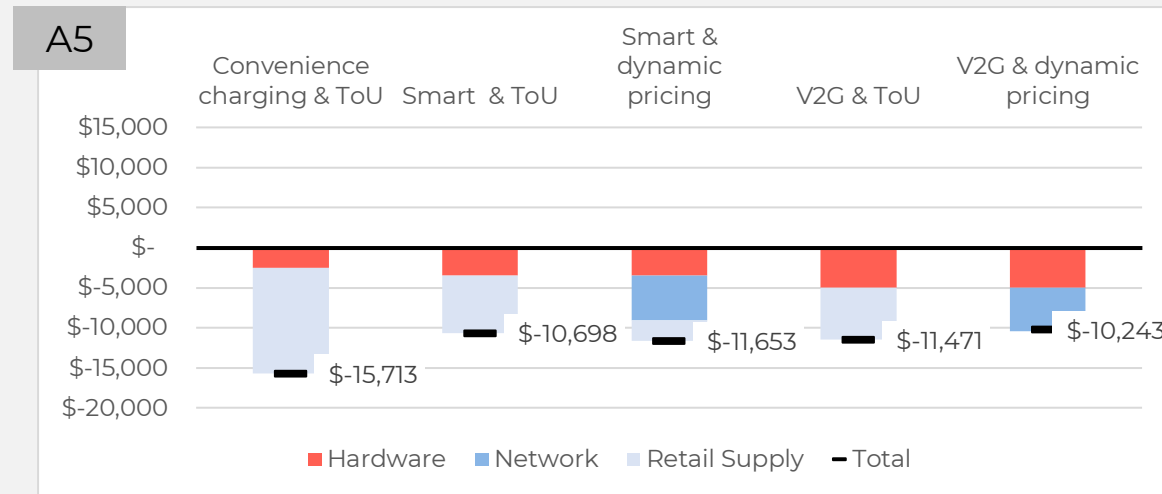 A5
Convenience
charging & ToU
Smart & ToU
Smart &
dynamic
pricing
V2G & ToU
V2G & dynamic
pricing
$15,000
$10,000
$5,000
$-
$-5,000
$-10,000
$-15,000
$-20,000
$-15,713
$-10,698
$-11,653
$-11,471
$-10,243
Hardware
Network
Retail Supply
Total